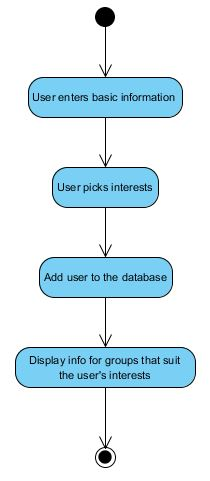 User enters basic information
User picks interests
Add user to the database
Display info for groups that suit
the user's interests